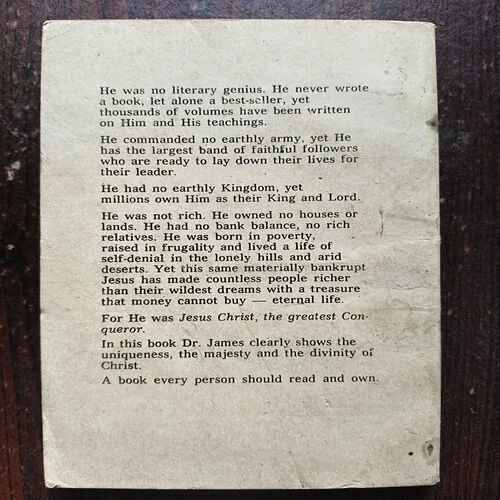 He was no literary genius. He never wrote
a book, let alone a best-seller, yet
thousands of volumes have been written
on Him and His teachings.
He commanded no earthly army, yet He
has the largest band of faithful followers
who are ready to lay down their lives for
their leader.
He had no earthly Kingdom, yet
millions own Him as their King and Lord.
He was not rich. He owned no houses or
lands. He had no bank balance, no rich
relatives. He was born in poverty,
raised in frugality and lived a life of
self-denial in the lonely hills and arid
deserts. Yet this same materially bankrupt
Jesus has made countless people richer
than their wildest dreams with a treasure
that money cannot buy — eternal life.
For He was Jesus Christ, the greatest Con-
queror.
In this book Dr. James clearly shows the
uniqueness, the majesty and the divinity of
Christ.
A book every person should read and own.